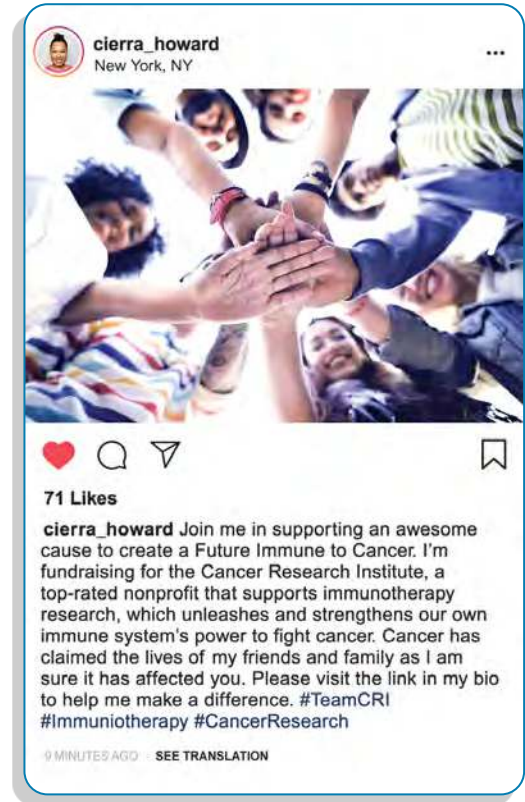 cierra_howard
New York, NY
71 Likes
cierra_howard Join me in supporting an awesome
cause to create a Future Immune to Cancer. I'm
fundraising for the Cancer Research Institute, a
top-rated nonprofit that supports immunotherapy
research, which unleashes and strengthens our own
immune system's power to fight cancer. Cancer has
claimed the lives of my friends and family as I am
sure it has affected you. Please visit the link in my bio
to help me make a difference. #TeamCRI
#Immuniotherapy #CancerResearch
9 MINUTES AGO · SEE TRANSLATION